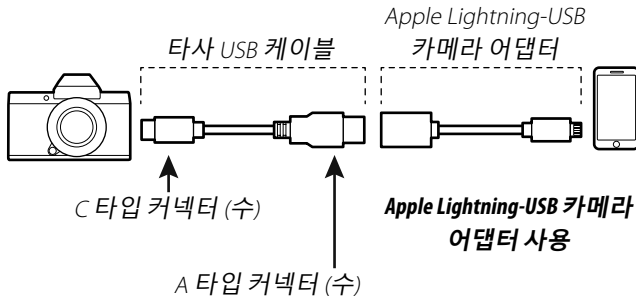 Apple Lightning-USB
타사 USB 케이블
카메라 어댑터
C 타입 커넥터 (수)
Apple Lightning-USB 카메라
어댑터 사용
A 타입 커넥터 (수)